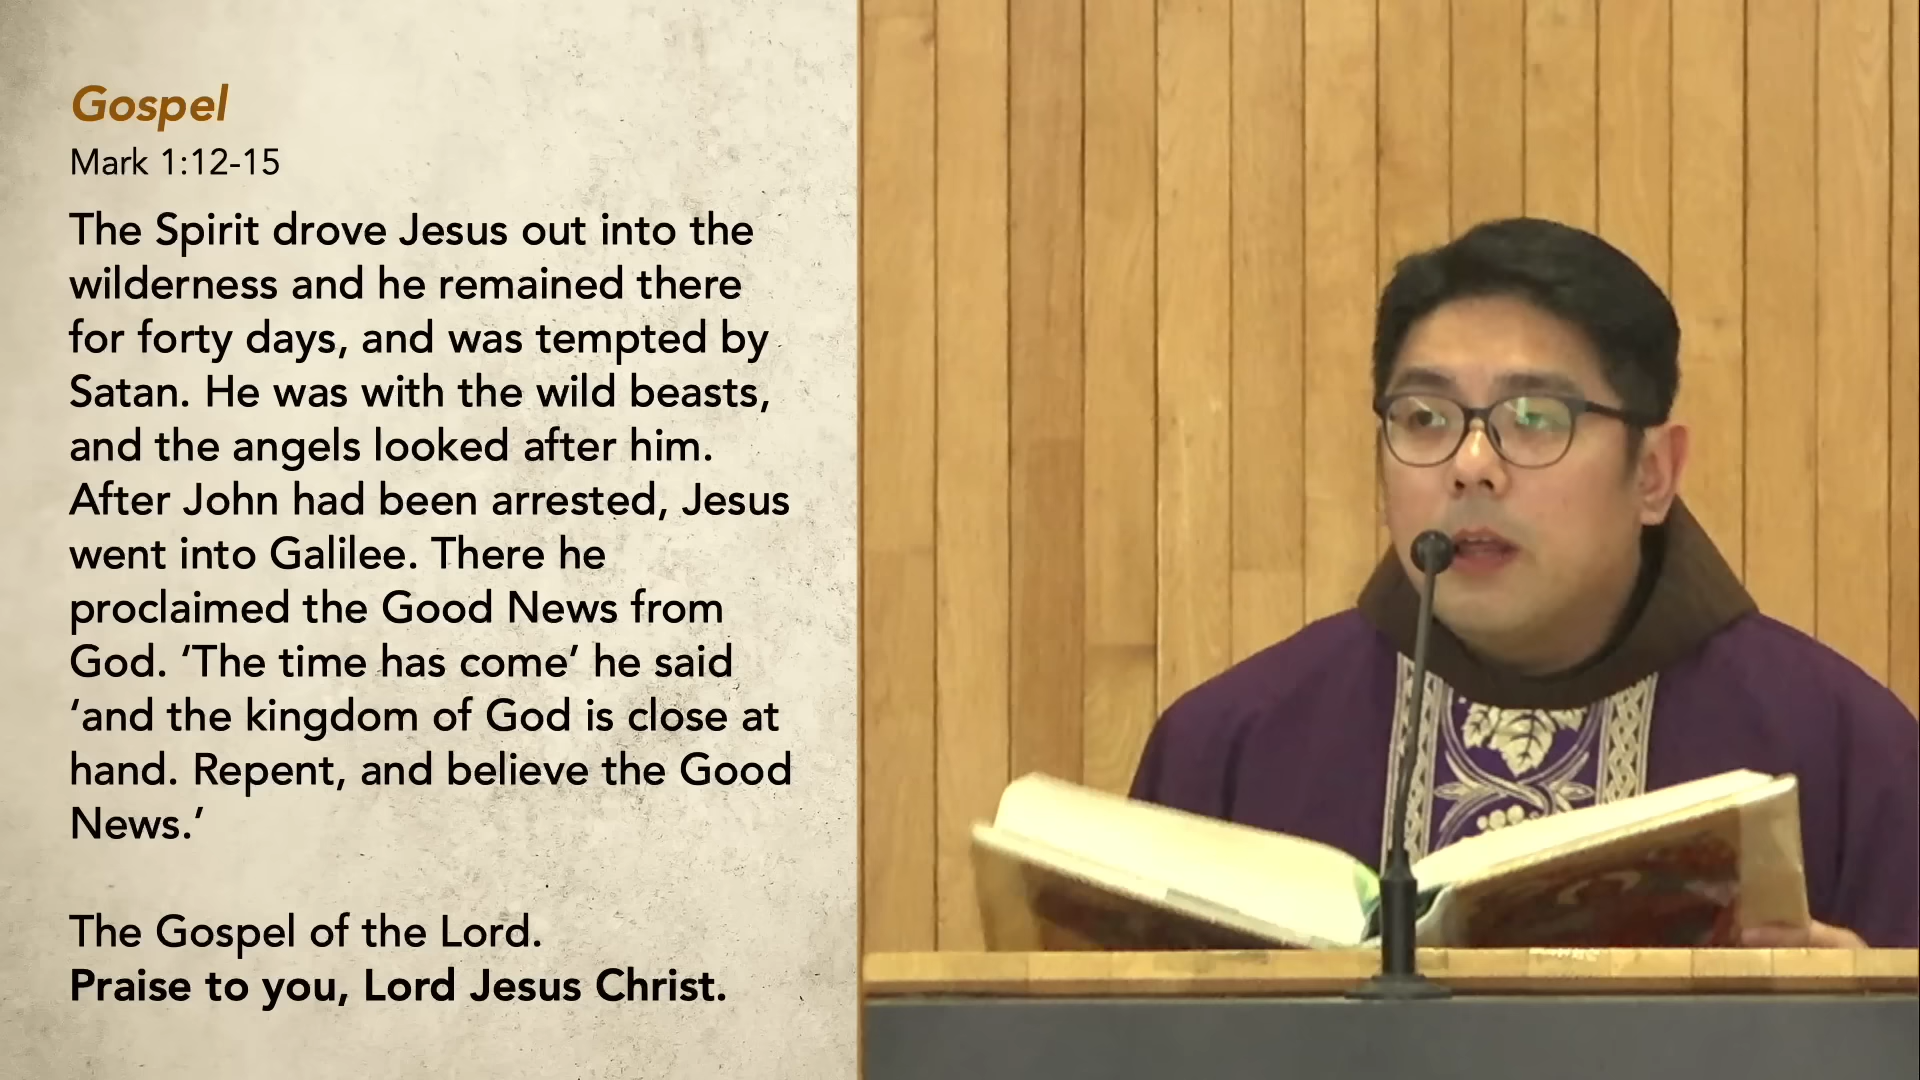 Gospel
Mark 1:12-15
The Spirit drove Jesus out into the
wilderness and he remained there
for forty days, and was tempted by
Satan. He was with the wild beasts,
and the angels looked after him.
After John had been arrested, Jesus
went into Galilee. There he
proclaimed the Good News from
God. ‘The time has come’ he said
‘and the kingdom of God is close at
hand. Repent, and believe the Good
News.’
The Gospel of the Lord.
Praise to you, Lord Jesus Christ.